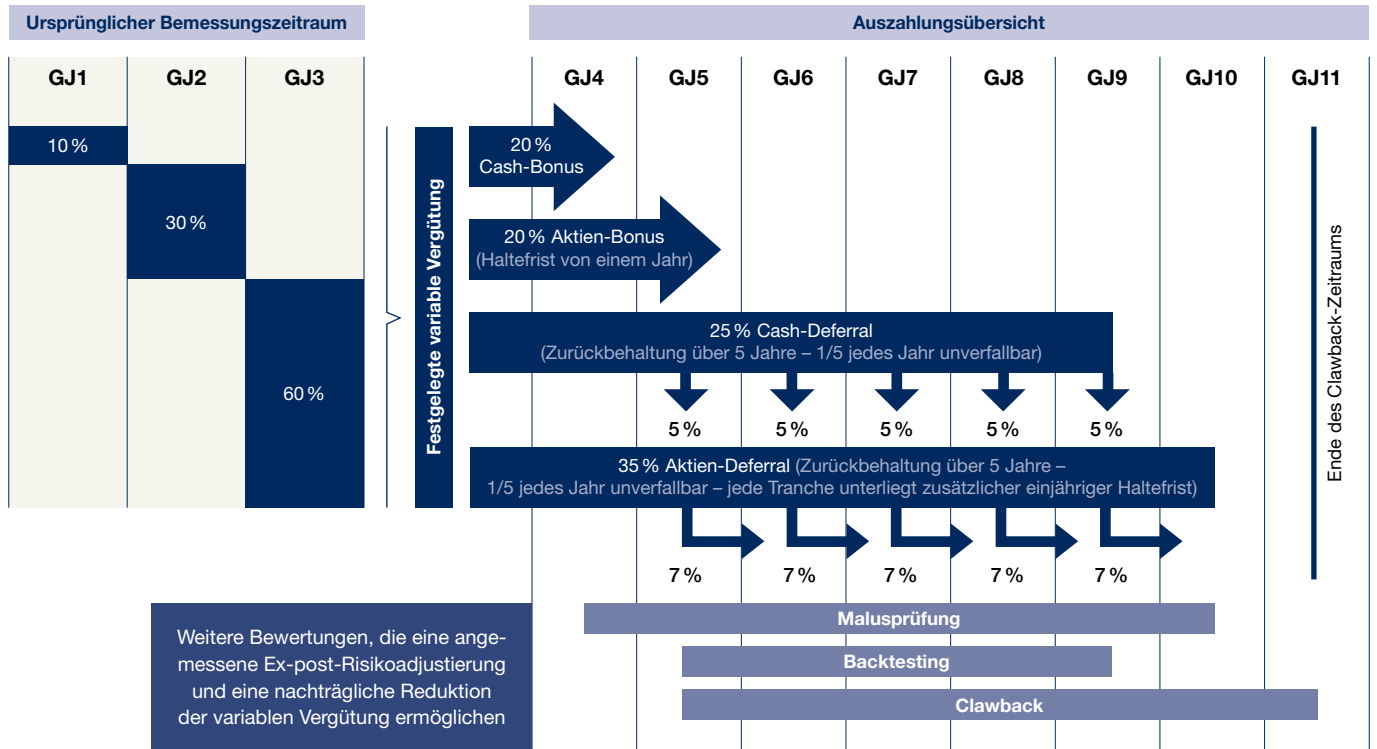 Ursprünglicher Bemessungszeitraum
Auszahlungsübersicht
GJ1 GJ2 GJ3 GJ4 GJ5 GJ6 GJ7 GJ8 GJ9 GJ10 GJ11
10 %
30 %
60 %
Festgelegte variable Vergütung
20 %
Cash-Bonus
20 % Aktien-Bonus
(Haltefrist von einem Jahr)
25 % Cash-Deferral
(Zurückbehaltung über 5 Jahre – 1/5 jedes Jahr unverfallbar)
5 % 5 % 5 % 5 % 5 %
35 % Aktien-Deferral (Zurückbehaltung über 5 Jahre –
1/5 jedes Jahr unverfallbar – jede Tranche unterliegt zusätzlicher einjähriger Haltefrist)
7 % 7 % 7 % 7 % 7 %
Ende des Clawback-Zeitraums
Weitere Bewertungen, die eine ange-
messene Ex-post-Risikoadjustierung
und eine nachträgliche Reduktion
der variablen Vergütung ermöglichen
Malusprüfung
Backtesting
Clawback